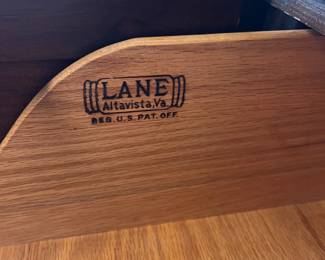 LANE
Altavista, Va.
REG. U.S. PAT. OFF.